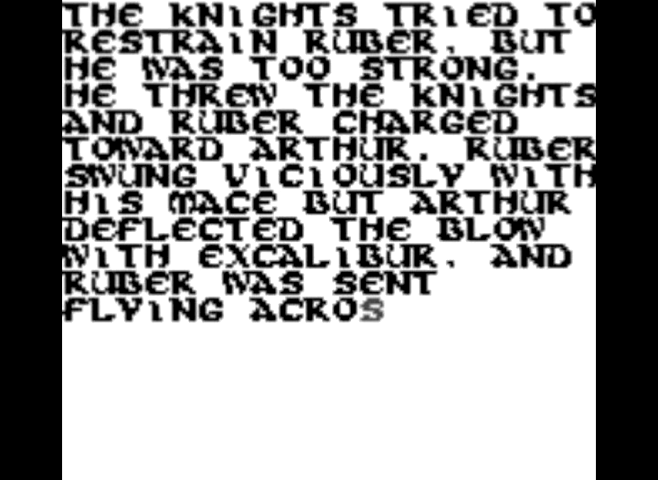 THE KNIGHTS TRIED TO
RESTRAIN RUBER, BUT
HE WAS TOO STRONG.
HE THREW THE KNIGHTS
AND RUBER CHARGED
TOWARD ARTHUR. RUBER
SWUNG VICIOUSLY WITH
HIS MACE BUT ARTHUR
DEFLECTED THE BLOW
WITH EXCALIBUR, AND
RUBER WAS SENT
FLYING ACROS